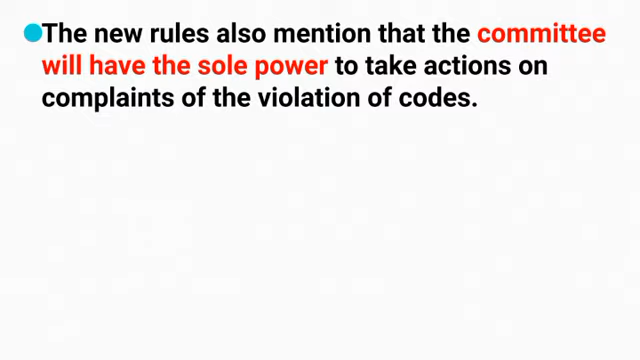 The new rules also mention that the committee
will have the sole power to take actions on
complaints of the violation of codes.